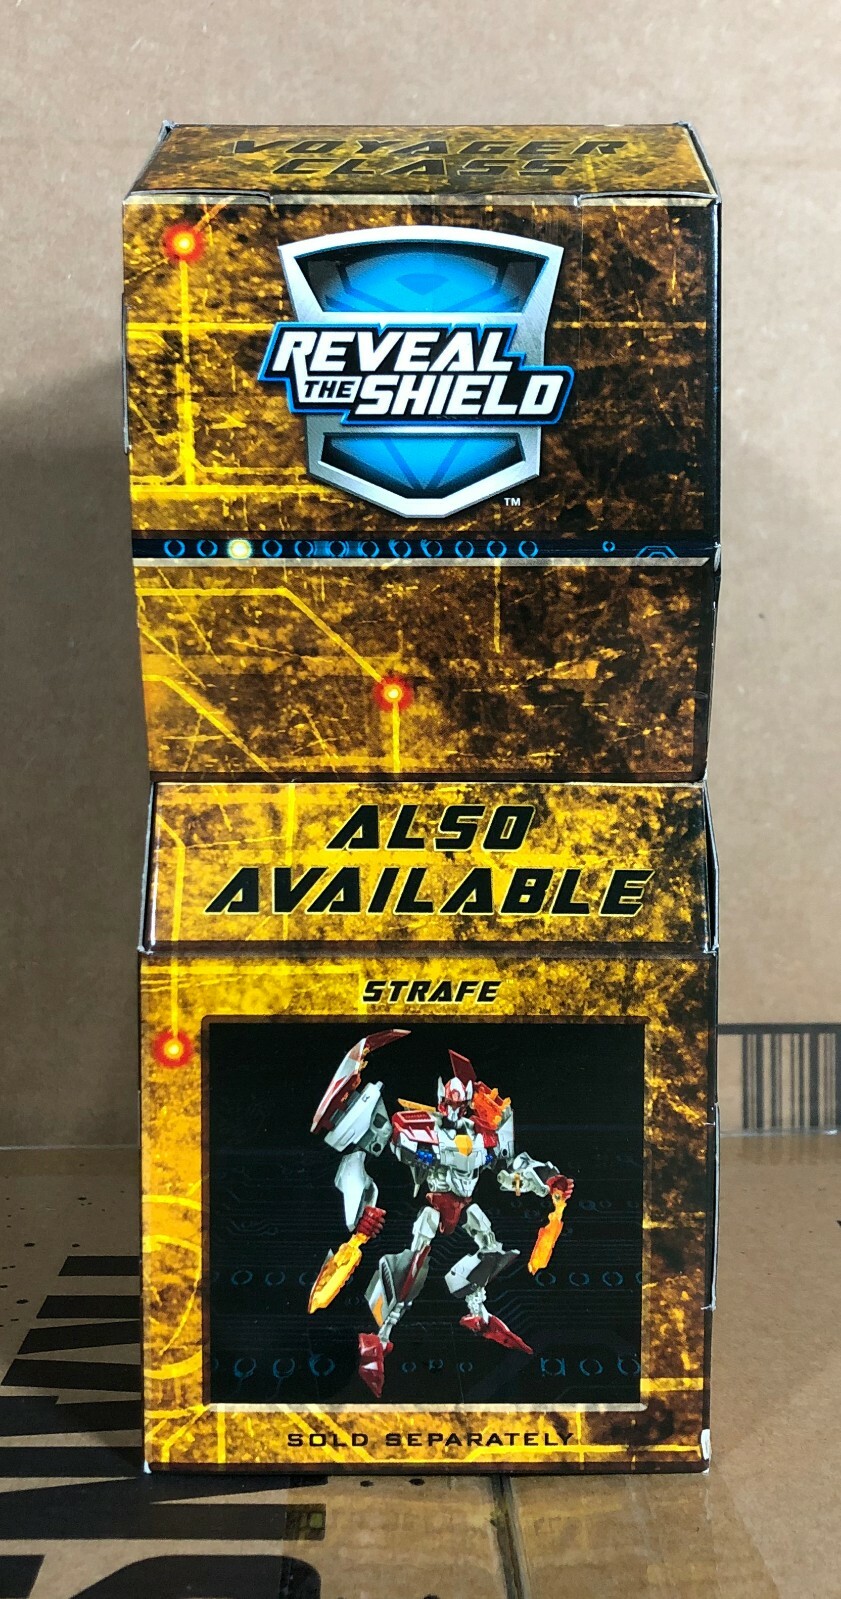 VOYAGER
CLASS
REVEAL
THE SHIELD
TM
ALSO
AVAILABLE
STRAFE
SOLD SEPARATELY